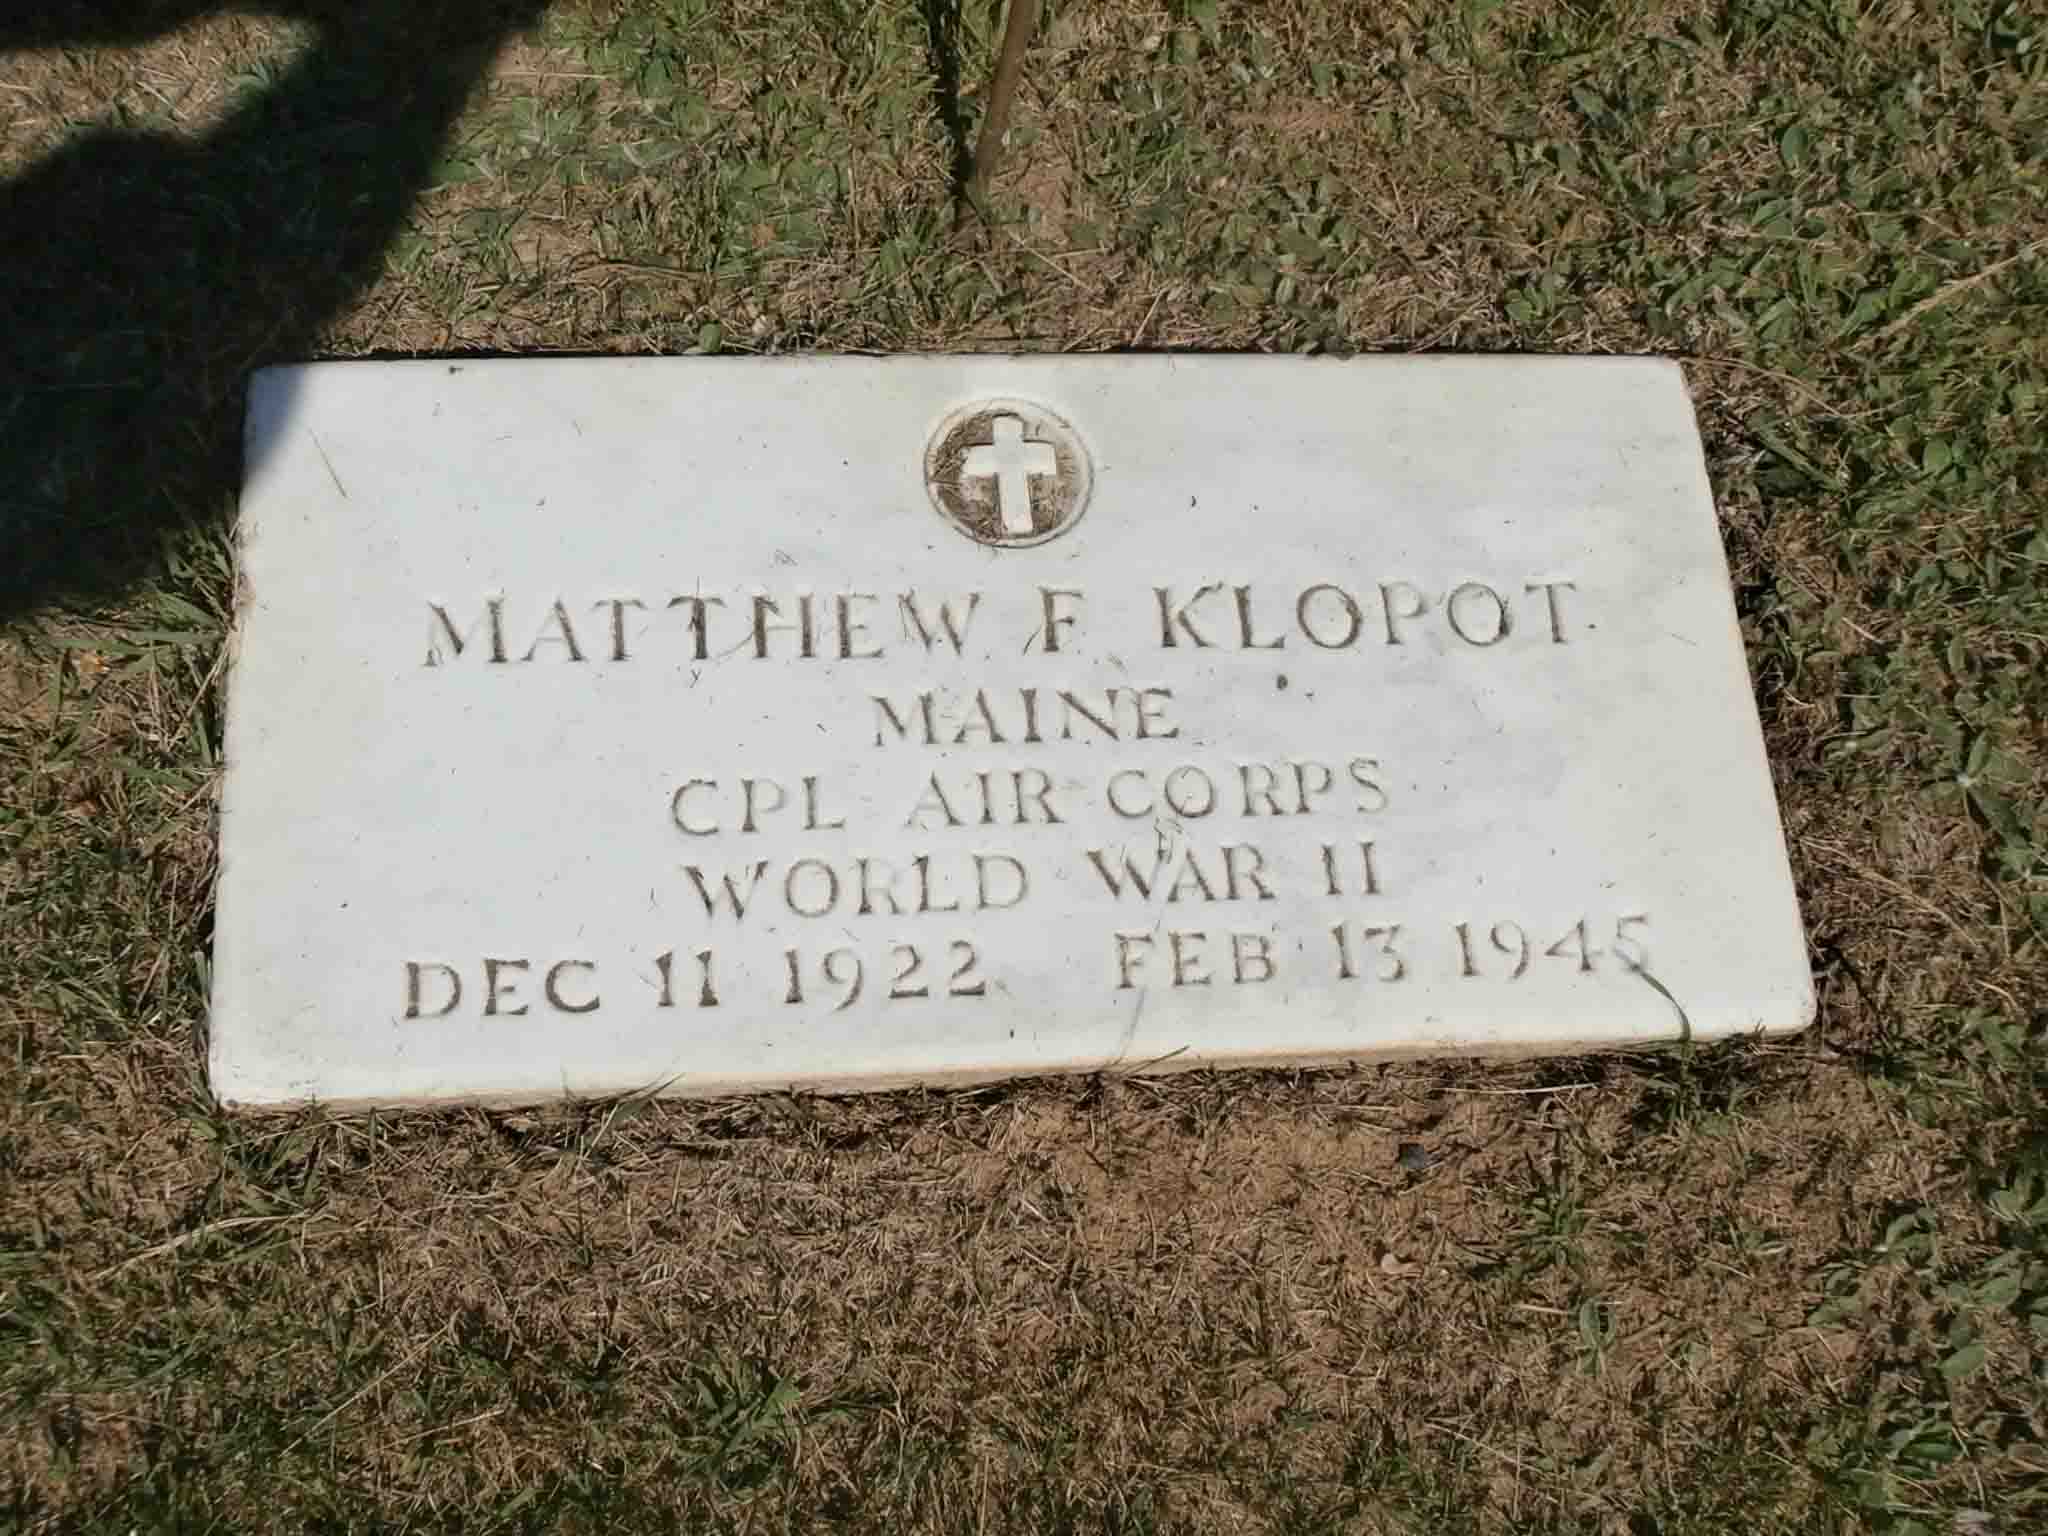 MATTHEW F KLOPOT
MAINE
CPL AIR CORPS
WORLD WAR II
DEC 11 1922 FEB 13 1945